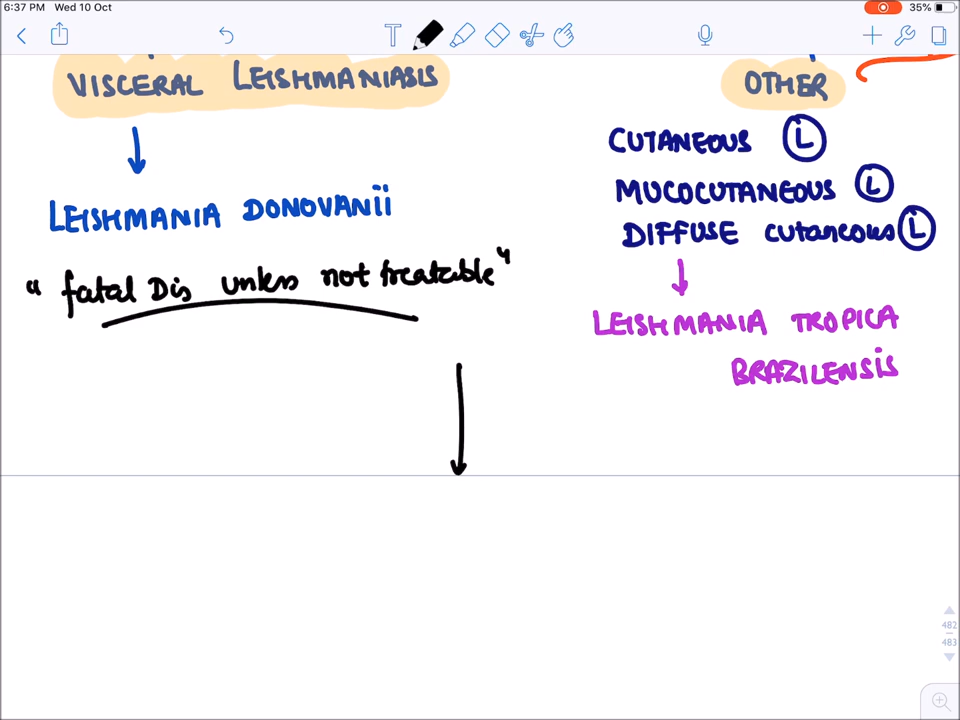 6:37 PM Wed 10 Oct
35%
T
VISCERAL LEISHMANIASIS
LEISHMANIA DONOVANii
" fatal Dis unless not treatable "
OTHER
CUTANEOUS L
MUCOCUTANEOUS L
DIFFUSE cutaneous L
LEISHMANIA TROPICA
BRAZILENSiS
482
483